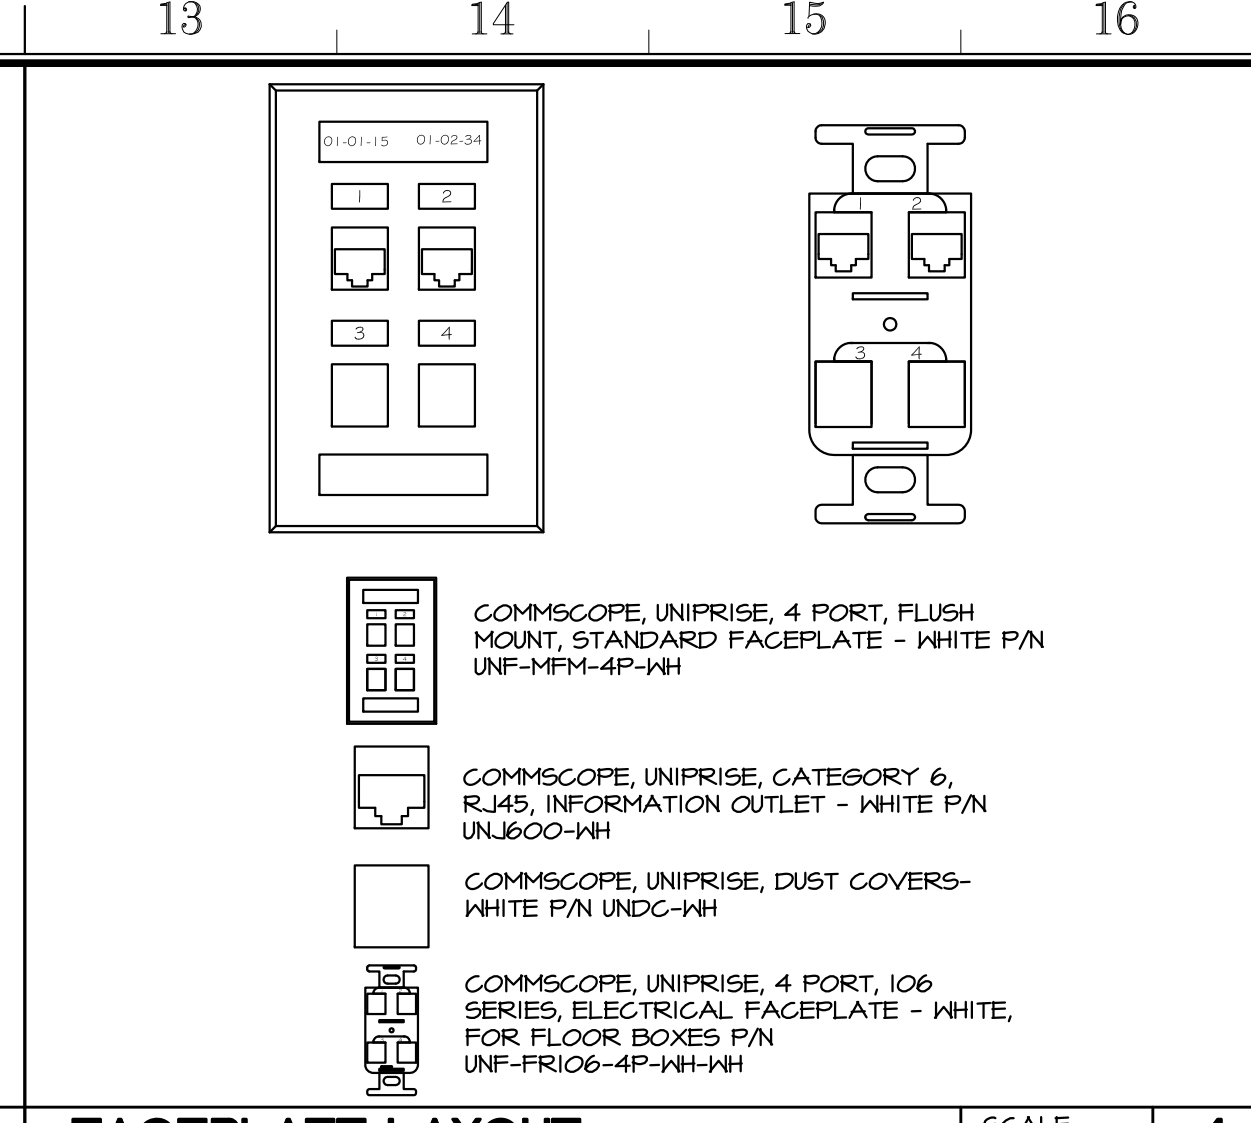 13 14 15 16
01-01-15 01-02-34
1 2
3 4
1 2
3 4
COMMSCOPE, UNIPRISE, 4 PORT, FLUSH
MOUNT, STANDARD FACEPLATE - WHITE P/N
UNF-MFM-4P-WH
COMMSCOPE, UNIPRISE, CATEGORY 6,
RJ45, INFORMATION OUTLET - WHITE P/N
UNJ600-WH
COMMSCOPE, UNIPRISE, DUST COVERS-
WHITE P/N UNDC-WH
COMMSCOPE, UNIPRISE, 4 PORT, 106
SERIES, ELECTRICAL FACEPLATE - WHITE,
FOR FLOOR BOXES P/N
UNF-FR106-4P-WH-WH
FACEPLATE LAYOUT SCALE